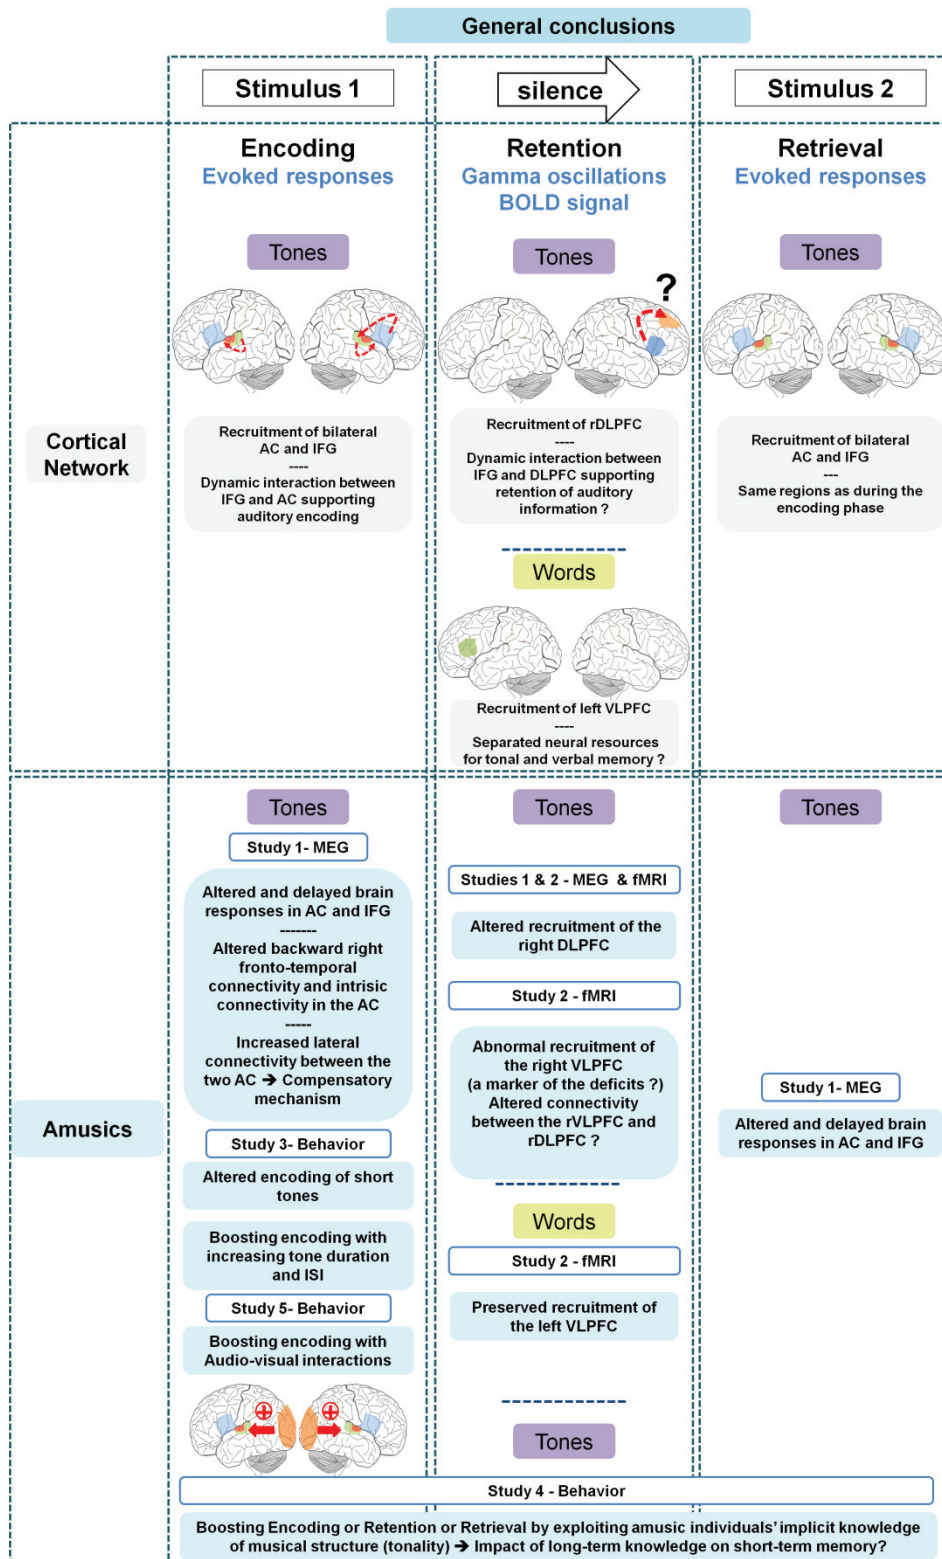 General conclusions
Stimulus 1
silence
Stimulus 2
Encoding
Evoked responses
Retention
Gamma oscillations
BOLD signal
Retrieval
Evoked responses
Tones
Tones
?
Tones
Cortical
Network
Recruitment of bilateral
AC and IFG
----
Dynamic interaction between
IFG and AC supporting
auditory encoding
Recruitment of rDLPFC
----
Dynamic interaction between
IFG and DLPFC supporting
retention of auditory
information ?
Recruitment of bilateral
AC and IFG
---
Same regions as during the
encoding phase
Words
Recruitment of left VLPFC
----
Separated neural resources
for tonal and verbal memory ?
Amusics
Tones
Study 1- MEG
Altered and delayed brain
responses in AC and IFG
-------
Altered backward right
fronto-temporal
connectivity and intrisic
connectivity in the AC
-----
Increased lateral
connectivity between the
two AC ➔ Compensatory
mechanism
Study 3- Behavior
Altered encoding of short
tones
Boosting encoding with
increasing tone duration
and ISI
Study 5- Behavior
Boosting encoding with
Audio-visual interactions
Tones
Studies 1 & 2 - MEG & fMRI
Altered recruitment of the
right DLPFC
Study 2 - fMRI
Abnormal recruitment of
the right VLPFC
(a marker of the deficits ?)
Altered connectivity
between the rVLPFC and
rDLPFC ?
Words
Study 2 - fMRI
Preserved recruitment of
the left VLPFC
Tones
Tones
Study 1- MEG
Altered and delayed brain
responses in AC and IFG
Study 4 - Behavior
Boosting Encoding or Retention or Retrieval by exploiting amusic individuals' implicit knowledge
of musical structure (tonality) ➔ Impact of long-term knowledge on short-term memory?